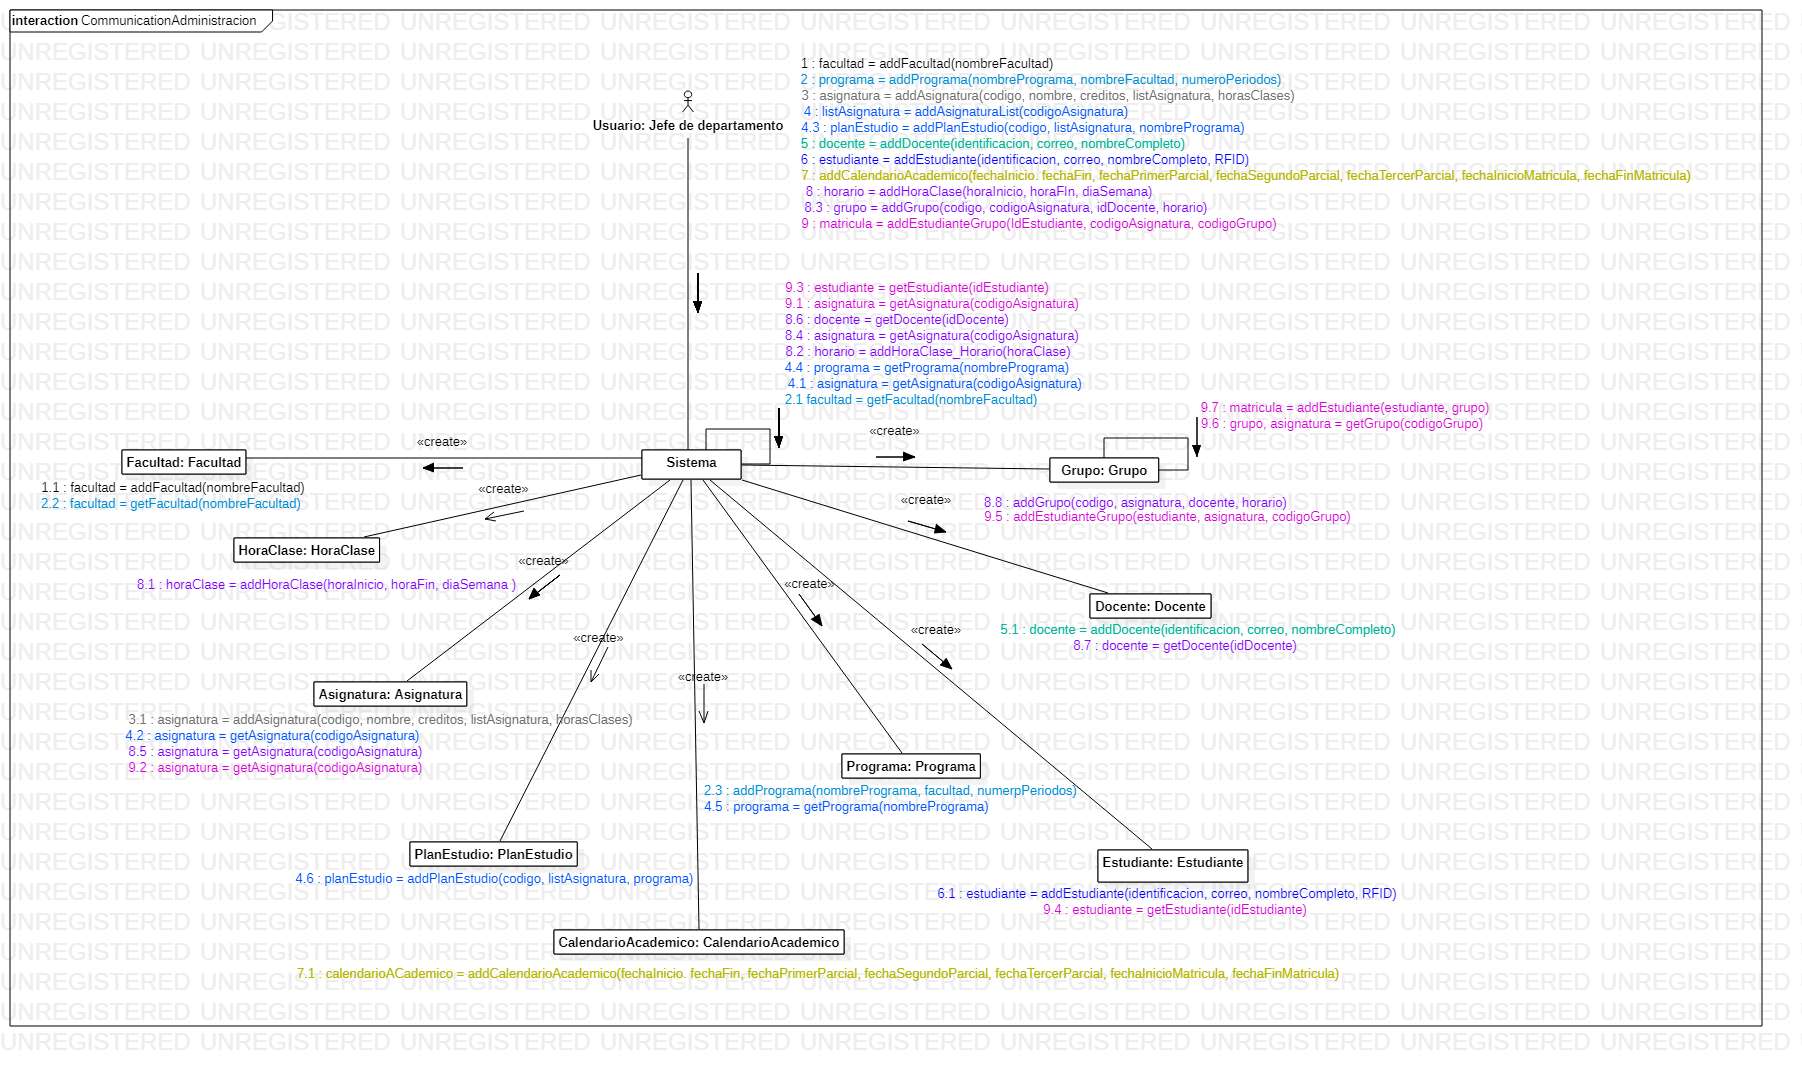 interaction CommunicationAdministracion
1 : facultad = addFacultad(nombreFacultad)
2 : programa = addPrograma(nombrePrograma, nombreFacultad, numeroPeriodos)
3 : asignatura = addAsignatura(codigo, nombre, creditos, listAsignatura, horasClases)
4 : listAsignatura = addAsignaturaList(codigoAsignatura)
4.3 : planEstudio = addPlanEstudio(codigo, listAsignatura, nombrePrograma)
5 : docente = addDocente(identificacion, correo, nombreCompleto)
6 : estudiante = addEstudiante(identificacion, correo, nombreCompleto, RFID)
7 : addCalendarioAcademico(fechaInicio. fechaFin, fechaPrimerParcial, fechaSegundoParcial, fechaTercerParcial, fechaInicioMatricula, fechaFinMatricula)
8 : horario = addHoraClase(horaInicio, horaFIn, diaSemana)
8.3 : grupo = addGrupo(codigo, codigoAsignatura, idDocente, horario)
9 : matricula = addEstudianteGrupo(IdEstudiante, codigoAsignatura, codigoGrupo)
Usuario: Jefe de departamento
9.3 : estudiante = getEstudiante(idEstudiante)
9.1 : asignatura = getAsignatura(codigoAsignatura)
8.6 : docente = getDocente(idDocente)
8.4 : asignatura = getAsignatura(codigoAsignatura)
8.2 : horario = addHoraClase_Horario(horaClase)
4.4 : programa = getPrograma(nombrePrograma)
4.1 : asignatura = getAsignatura(codigoAsignatura)
2.1 facultad = getFacultad(nombreFacultad)
9.7 : matricula = addEstudiante(estudiante, grupo)
9.6 : grupo, asignatura = getGrupo(codigoGrupo)
«create»
«create»
Facultad: Facultad
Sistema
Grupo: Grupo
1.1 : facultad = addFacultad(nombreFacultad)
2.2 : facultad = getFacultad(nombreFacultad)
«create»
«create»
8.8 : addGrupo(codigo, asignatura, docente, horario)
9.5 : addEstudianteGrupo(estudiante, asignatura, codigoGrupo)
HoraClase: HoraClase
«create»
8.1 : horaClase = addHoraClase(horaInicio, horaFin, diaSemana )
«create»
Docente: Docente
5.1 : docente = addDocente(identificacion, correo, nombreCompleto)
8.7 : docente = getDocente(idDocente)
«create»
«create»
«create»
Asignatura: Asignatura
3.1 : asignatura = addAsignatura(codigo, nombre, creditos, listAsignatura, horasClases)
4.2 : asignatura = getAsignatura(codigoAsignatura)
8.5 : asignatura = getAsignatura(codigoAsignatura)
9.2 : asignatura = getAsignatura(codigoAsignatura)
Programa: Programa
2.3 : addPrograma(nombrePrograma, facultad, numerpPeriodos)
4.5 : programa = getPrograma(nombrePrograma)
PlanEstudio: PlanEstudio
4.6 : planEstudio = addPlanEstudio(codigo, listAsignatura, programa)
Estudiante: Estudiante
6.1 : estudiante = addEstudiante(identificacion, correo, nombreCompleto, RFID)
9.4 : estudiante = getEstudiante(idEstudiante)
CalendarioAcademico: CalendarioAcademico
7.1 : calendarioACademico = addCalendarioAcademico(fechaInicio. fechaFin, fechaPrimerParcial, fechaSegundoParcial, fechaTercerParcial, fechaInicioMatricula, fechaFinMatricula)
UNREGISTERED